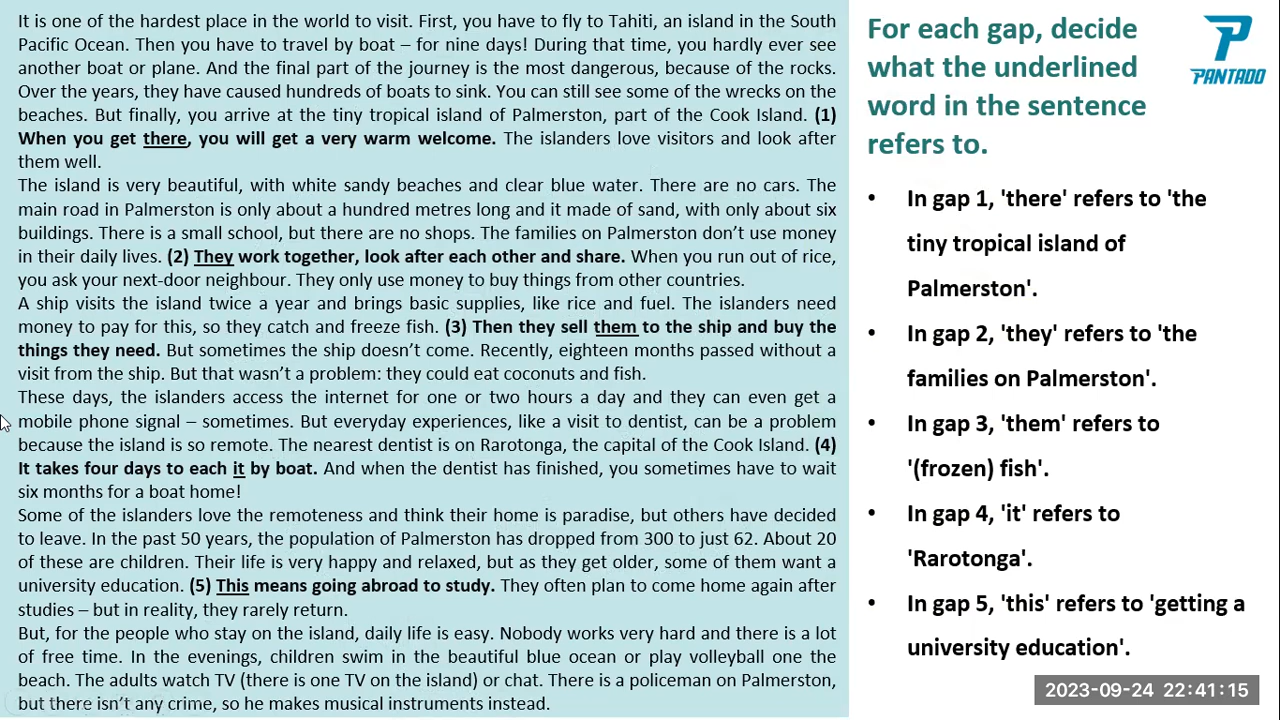 It is one of the hardest place in the world to visit. First, you have to fly to Tahiti, an island in the South
Pacific Ocean. Then you have to travel by boat – for nine days! During that time, you hardly ever see
another boat or plane. And the final part of the journey is the most dangerous, because of the rocks.
Over the years, they have caused hundreds of boats to sink. You can still see some of the wrecks on the
beaches. But finally, you arrive at the tiny tropical island of Palmerston, part of the Cook Island. (1)
When you get there, you will get a very warm welcome. The islanders love visitors and look after
them well.
The island is very beautiful, with white sandy beaches and clear blue water. There are no cars. The
main road in Palmerston is only about a hundred metres long and it made of sand, with only about six
buildings. There is a small school, but there are no shops. The families on Palmerston don't use money
in their daily lives. (2) They work together, look after each other and share. When you run out of rice,
you ask your next-door neighbour. They only use money to buy things from other countries.
A ship visits the island twice a year and brings basic supplies, like rice and fuel. The islanders need
money to pay for this, so they catch and freeze fish. (3) Then they sell them to the ship and buy the
things they need. But sometimes the ship doesn't come. Recently, eighteen months passed without a
visit from the ship. But that wasn't a problem: they could eat coconuts and fish.
These days, the islanders access the internet for one or two hours a day and they can even get a
mobile phone signal – sometimes. But everyday experiences, like a visit to dentist, can be a problem
because the island is so remote. The nearest dentist is on Rarotonga, the capital of the Cook Island. (4)
It takes four days to each it by boat. And when the dentist has finished, you sometimes have to wait
six months for a boat home!
Some of the islanders love the remoteness and think their home is paradise, but others have decided
to leave. In the past 50 years, the population of Palmerston has dropped from 300 to just 62. About 20
of these are children. Their life is very happy and relaxed, but as they get older, some of them want a
university education. (5) This means going abroad to study. They often plan to come home again after
studies – but in reality, they rarely return.
But, for the people who stay on the island, daily life is easy. Nobody works very hard and there is a lot
of free time. In the evenings, children swim in the beautiful blue ocean or play volleyball one the
beach. The adults watch TV (there is one TV on the island) or chat. There is a policeman on Palmerston,
but there isn't any crime, so he makes musical instruments instead.
For each gap, decide
what the underlined
word in the sentence
refers to.
PANTADO
• In gap 1, 'there' refers to 'the
tiny tropical island of
Palmerston'.
• In gap 2, 'they' refers to 'the
families on Palmerston'.
• In gap 3, 'them' refers to
'(frozen) fish'.
• In gap 4, 'it' refers to
'Rarotonga'.
• In gap 5, 'this' refers to 'getting a
university education'.
2023-09-24 22:41:15